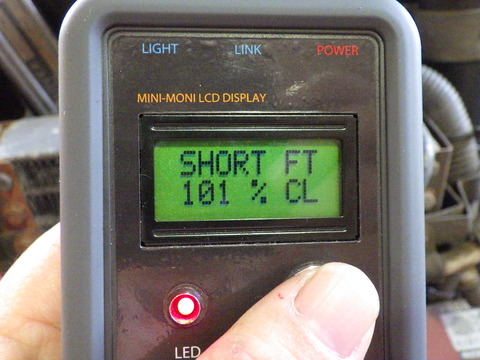 LIGHT LINK POWER
MINI-MONI LCD DISPLAY
SHORT FT
101 % CL
LED